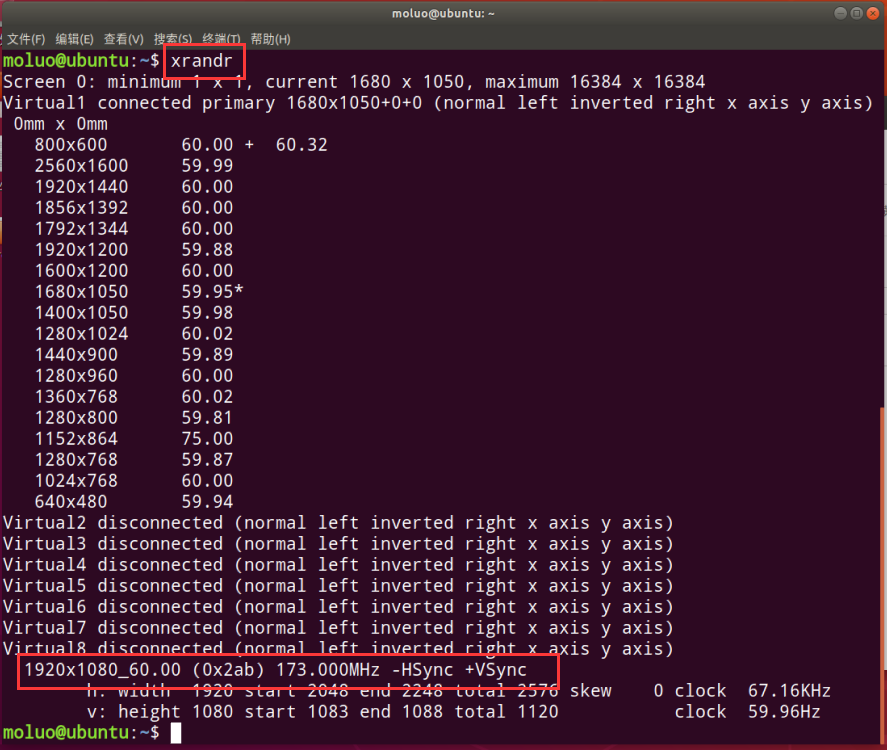 moluo@ubuntu: ~
文件(F) 编辑(E) 查看(V) 搜索(S) 终端(T) 帮助(H)
moluo@ubuntu:~$ xrandr
Screen 0: minimum 1 x 1, current 1680 x 1050, maximum 16384 x 16384
Virtual1 connected primary 1680x1050+0+0 (normal left inverted right x axis y axis)
0mm x 0mm
800x600 60.00 + 60.32
2560x1600 59.99
1920x1440 60.00
1856x1392 60.00
1792x1344 60.00
1920x1200 59.88
1600x1200 60.00
1680x1050 59.95*
1400x1050 59.98
1280x1024 60.02
1440x900 59.89
1280x960 60.00
1360x768 60.02
1280x800 59.81
1152x864 75.00
1280x768 59.87
1024x768 60.00
640x480 59.94
Virtual2 disconnected (normal left inverted right x axis y axis)
Virtual3 disconnected (normal left inverted right x axis y axis)
Virtual4 disconnected (normal left inverted right x axis y axis)
Virtual5 disconnected (normal left inverted right x axis y axis)
Virtual6 disconnected (normal left inverted right x axis y axis)
Virtual7 disconnected (normal left inverted right x axis y axis)
Virtual8 disconnected (normal left inverted right x axis y axis)
1920x1080_60.00 (0x2ab) 173.000MHz -HSync +VSync
h: width 1920 start 2048 end 2248 total 2576 skew 0 clock 67.16KHz
v: height 1080 start 1083 end 1088 total 1120 clock 59.96Hz
moluo@ubuntu:~$